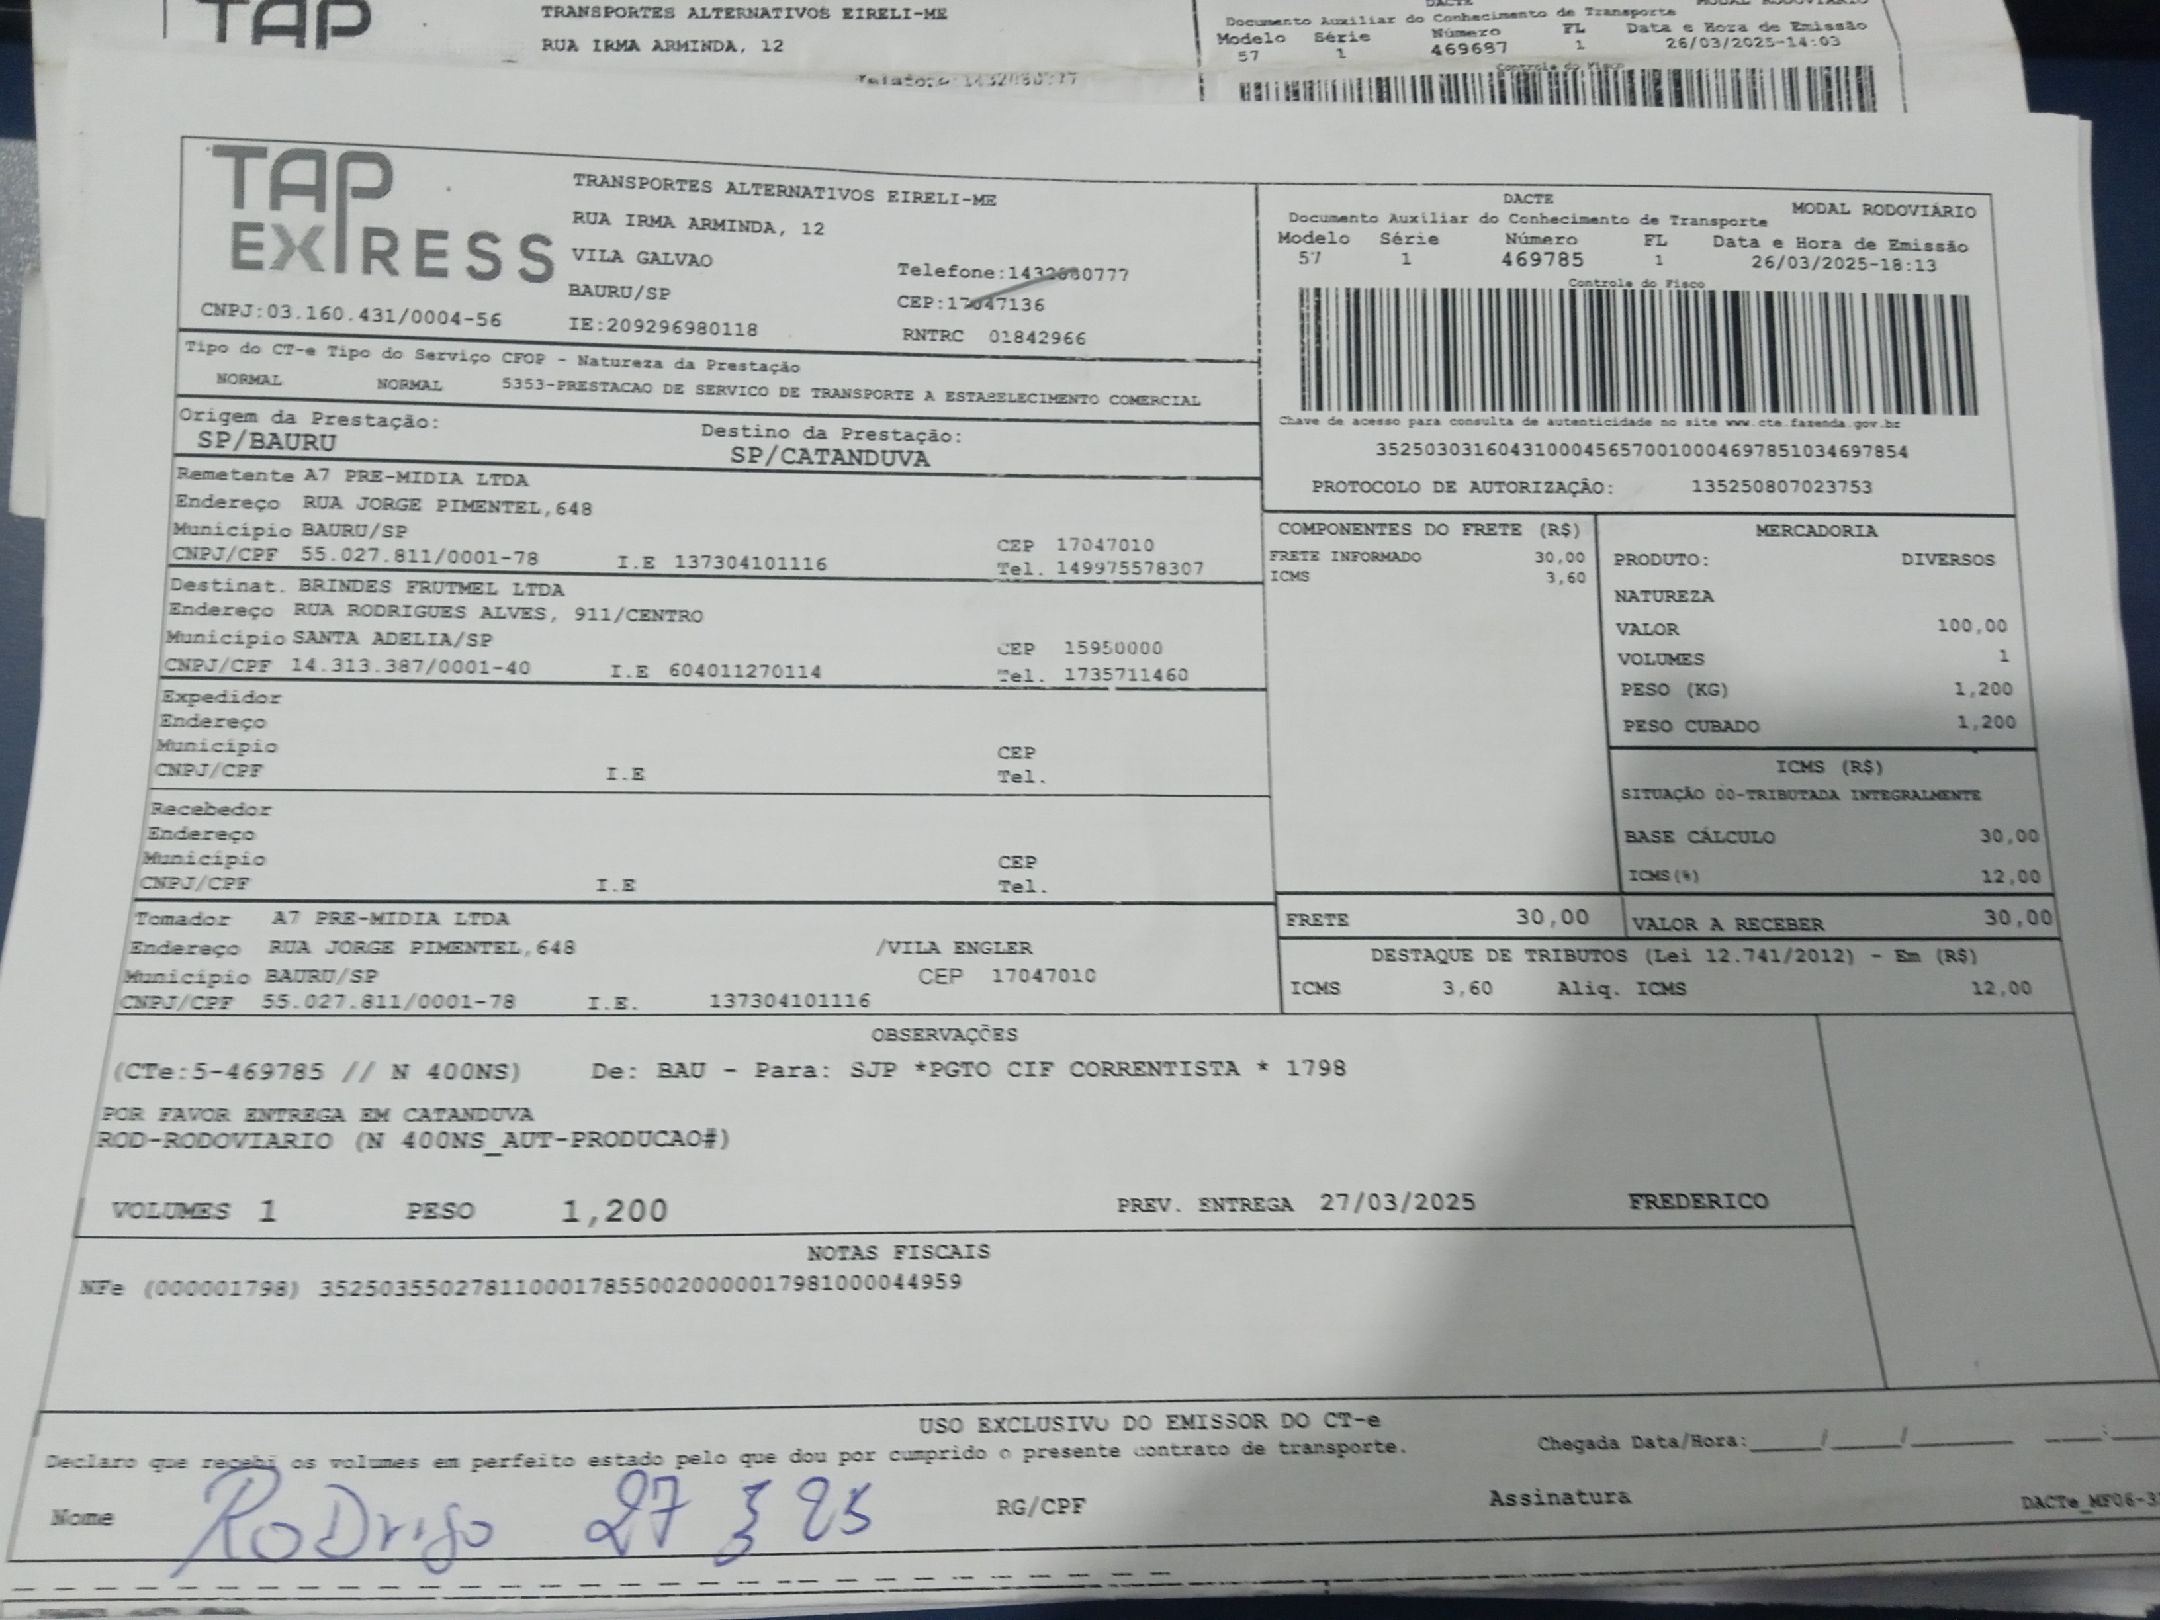 TAP
TRANSPORTES ALTERNATIVOS EIRELI-ME
RUA IRMA ARMINDA, 12
DACTE MODAL RODOVIÁRIO
Documento Auxiliar do Conhecimento de Transporte
Modelo Série Número FL Data e Hora de Emissão
57 1 469687 1 26/03/2025-14:03
Controle do Fisco
TAP EXPRESS
CNPJ:03.160.431/0004-56
TRANSPORTES ALTERNATIVOS EIRELI-ME
RUA IRMA ARMINDA, 12
VILA GALVAO
BAURU/SP
IE:209296980118
Telefone:1432080777
CEP:17047136
RNTRC 01842966
DACTE MODAL RODOVIÁRIO
Documento Auxiliar do Conhecimento de Transporte
Modelo Série Número FL Data e Hora de Emissão
57 1 469785 1 26/03/2025-18:13
Controle do Fisco
Chave de acesso para consulta de autenticidade no site www.cte.fazenda.gov.br
35250303160431000456570010004697851034697854
PROTOCOLO DE AUTORIZAÇÃO: 135250807023753
Tipo do CT-e Tipo do Serviço CFOP - Natureza da Prestação
NORMAL NORMAL 5353-PRESTACAO DE SERVICO DE TRANSPORTE A ESTABELECIMENTO COMERCIAL
Origem da Prestação: Destino da Prestação:
SP/BAURU SP/CATANDUVA
Remetente A7 PRE-MIDIA LTDA
Endereço RUA JORGE PIMENTEL,648
Município BAURU/SP CEP 17047010
CNPJ/CPF 55.027.811/0001-78 I.E 137304101116 Tel. 149975578307
Destinat. BRINDES FRUTMEL LTDA
Endereço RUA RODRIGUES ALVES, 911/CENTRO
Município SANTA ADELIA/SP CEP 15950000
CNPJ/CPF 14.313.387/0001-40 I.E 604011270114 Tel. 1735711460
Expedidor
Endereço
Município CEP
CNPJ/CPF I.E Tel.
Recebedor
Endereço
Município CEP
CNPJ/CPF I.E Tel.
Tomador A7 PRE-MIDIA LTDA
Endereço RUA JORGE PIMENTEL,648 /VILA ENGLER
Município BAURU/SP CEP 17047010
CNPJ/CPF 55.027.811/0001-78 I.E. 137304101116
COMPONENTES DO FRETE (R$)
FRETE INFORMADO 30,00
ICMS 3,60
MERCADORIA
PRODUTO: DIVERSOS
NATUREZA
VALOR 100,00
VOLUMES 1
PESO (KG) 1,200
PESO CUBADO 1,200
ICMS (R$)
SITUAÇÃO 00-TRIBUTADA INTEGRALMENTE
BASE CÁLCULO 30,00
ICMS(%) 12,00
FRETE 30,00 VALOR A RECEBER 30,00
DESTAQUE DE TRIBUTOS (Lei 12.741/2012) - Em (R$)
ICMS 3,60 Aliq. ICMS 12,00
OBSERVAÇÕES
(CTe:5-469785 // N 400NS) De: BAU - Para: SJP *PGTO CIF CORRENTISTA * 1798
POR FAVOR ENTREGA EM CATANDUVA
ROD-RODOVIARIO (N 400NS_AUT-PRODUCAO#)
VOLUMES 1 PESO 1,200 PREV. ENTREGA 27/03/2025 FREDERICO
NOTAS FISCAIS
NFe (000001798) 35250355027811000178550020000017981000044959
USO EXCLUSIVO DO EMISSOR DO CT-e
Declaro que recebi os volumes em perfeito estado pelo que dou por cumprido o presente contrato de transporte. Chegada Data/Hora:_____/_____/_______ ____:
Nome Rodrigo 27 3 25 RG/CPF Assinatura